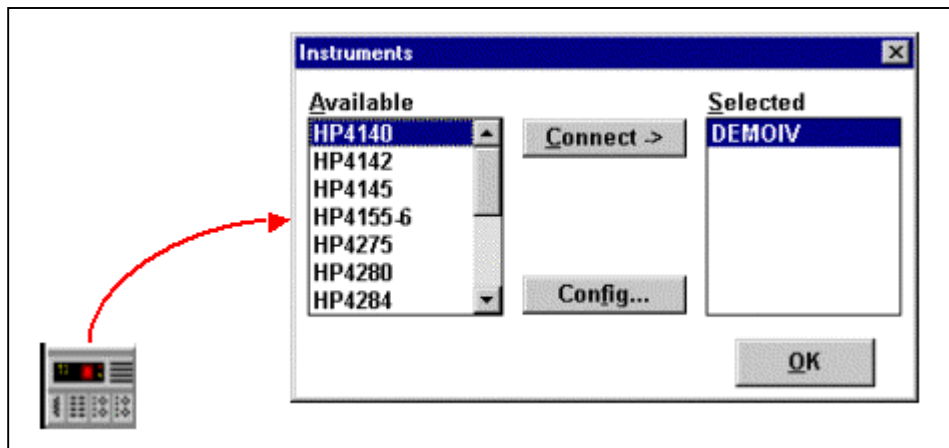 Instruments
Available
HP4140
HP4142
HP4145
HP4155-6
HP4275
HP4280
HP4284
Connect ->
Config...
Selected
DEMOIV
OK